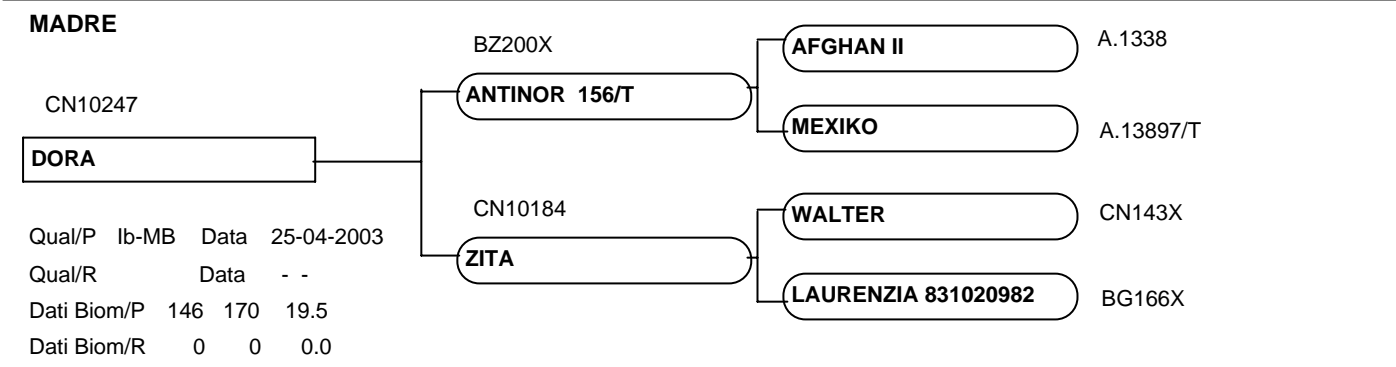 MADRE
CN10247
DORA
Qual/P Ib-MB Data 25-04-2003
Qual/R Data - -
Dati Biom/P 146 170 19.5
Dati Biom/R 0 0 0.0
BZ200X
ANTINOR 156/T
CN10184
ZITA
AFGHAN II A.1338
MEXIKO A.13897/T
WALTER CN143X
LAURENZIA 831020982 BG166X